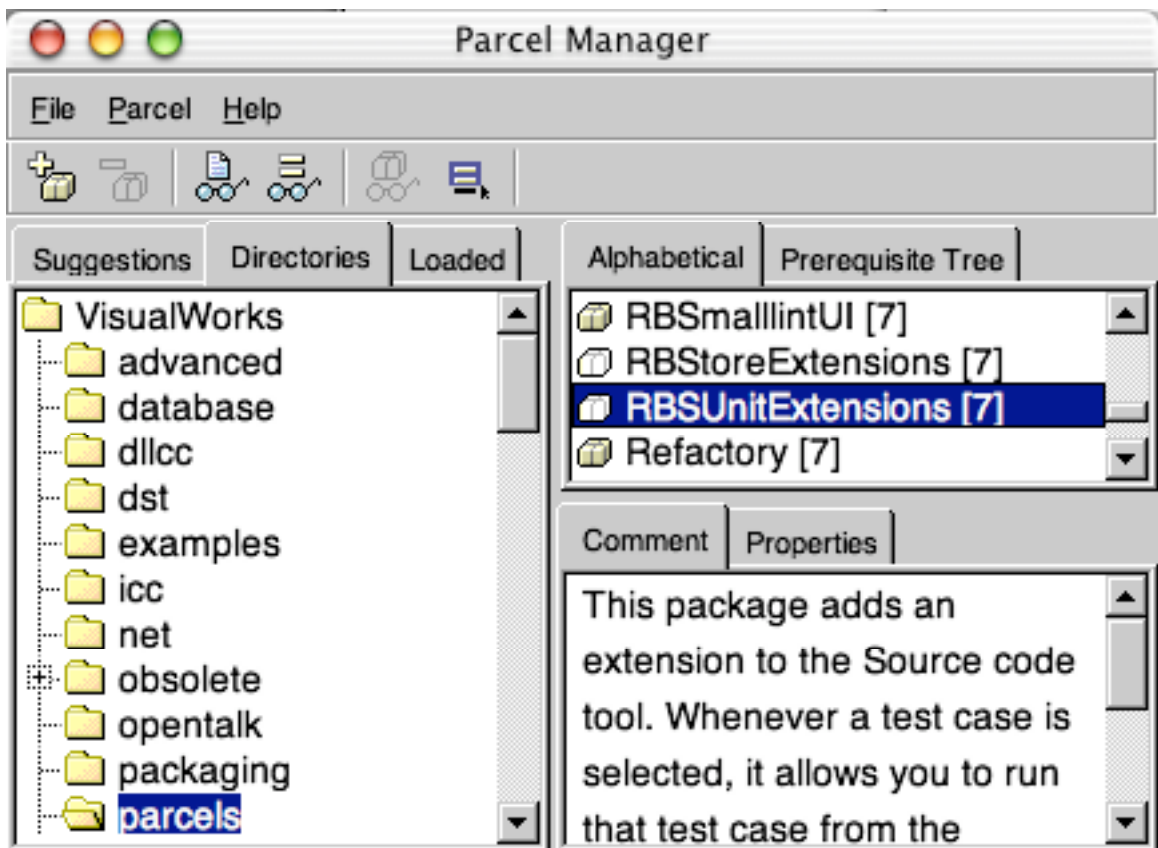 Parcel Manager
File Parcel Help
Suggestions Directories Loaded
VisualWorks
advanced
database
dllcc
dst
examples
icc
net
obsolete
opentalk
packaging
parcels
Alphabetical Prerequisite Tree
RBSmalllintUI [7]
RBStoreExtensions [7]
RBSUnitExtensions [7]
Refactory [7]
Comment Properties
This package adds an
extension to the Source code
tool. Whenever a test case is
selected, it allows you to run
that test case from the